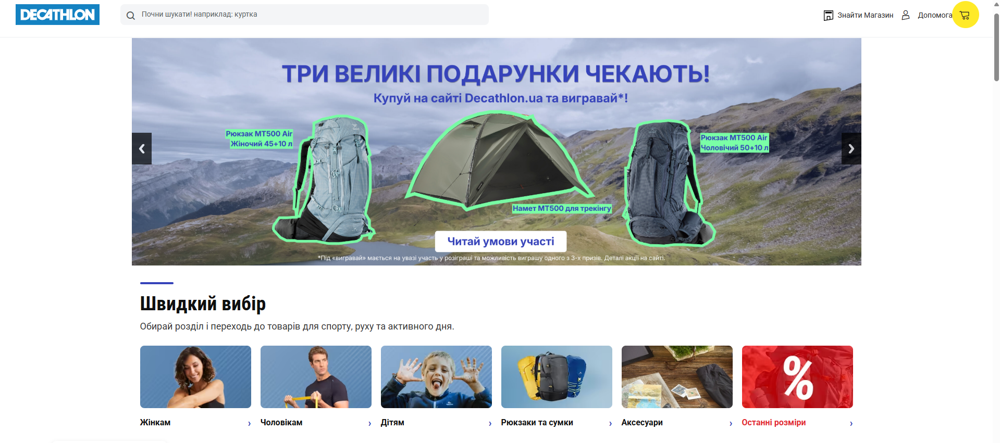 DECATHLON
Почни шукати! наприклад: куртка
Знайти Магазин
Допомога
ТРИ ВЕЛИКІ ПОДАРУНКИ ЧЕКАЮТЬ!
Купуй на сайті Decathlon.ua та вигравай*!
Рюкзак MT500 Air
Жіночий 45+10 л
Рюкзак MT500 Air
Чоловічий 50+10 л
Намет MT500 для трекінгу
Читай умови участі
*Під «вигравай» мається на увазі участь у розіграші та можливість виграшу одного з 3-х призів. Деталі акції на сайті.
Швидкий вибір
Обирай розділ і переходь до товарів для спорту, руху та активного дня.
%
Жінкам
Чоловікам
Дітям
Рюкзаки та сумки
Аксесуари
Останні розміри